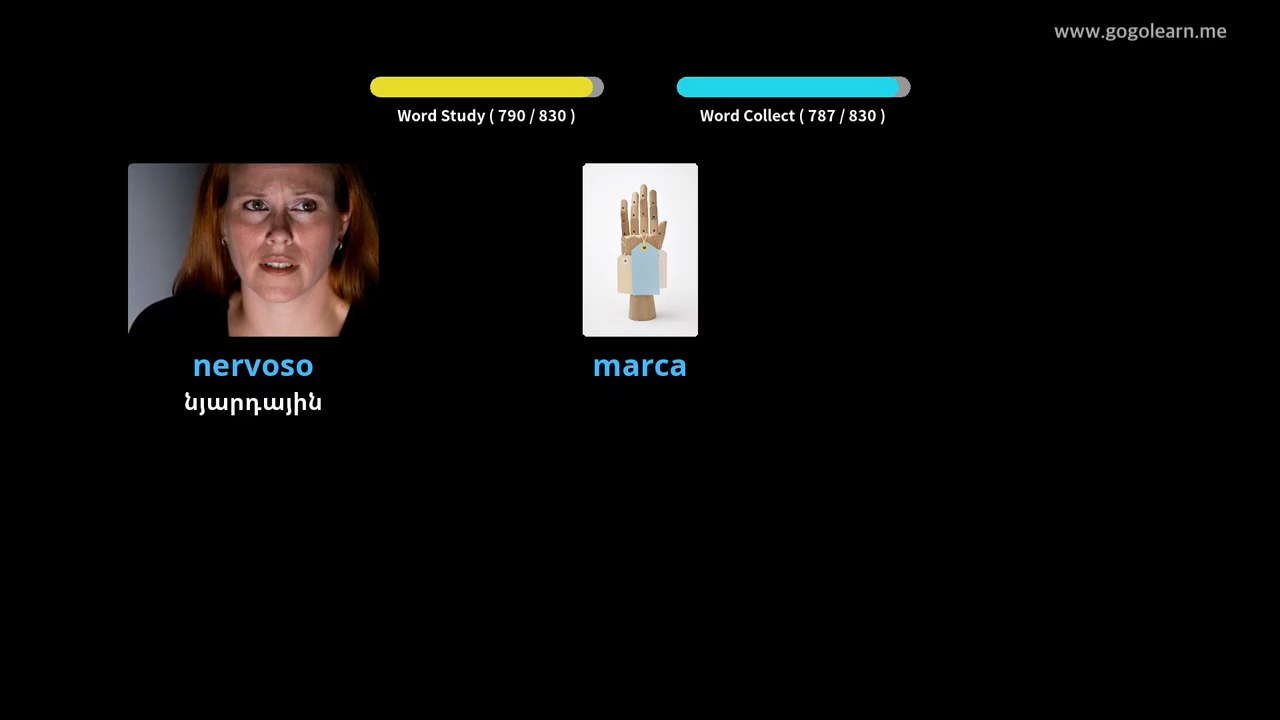 www.gogolearn.me
Word Study ( 790 / 830 )
Word Collect ( 787 / 830 )
nervoso
նյարդային
marca